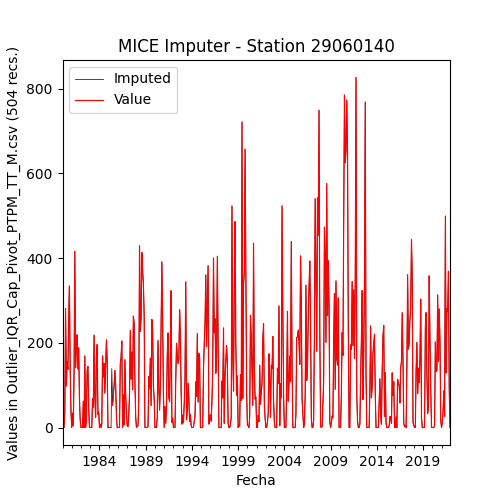 MICE Imputer - Station 29060140
Imputed
Value
Values in Outlier_IQR_Cap_Pivot_PTPM_TT_M.csv (504 recs.)
800
600
400
200
0
1984 1989 1994 1999 2004 2009 2014 2019
Fecha